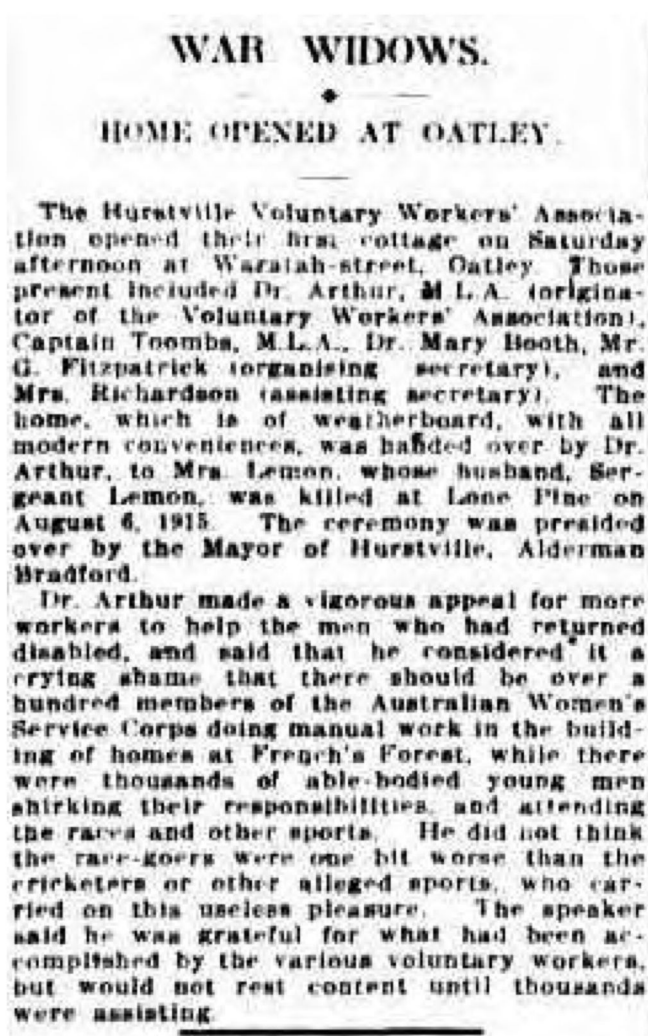 WAR WIDOWS.
HOME OPENED AT OATLEY.
The Hurstville Voluntary Workers' Associa-
tion opened their first cottage on Saturday
afternoon at Waratah-street, Oatley. Those
present included Dr. Arthur, M.L.A. (origina-
tor of the Voluntary Workers' Association),
Captain Toombs, M.L.A., Dr. Mary Booth, Mr.
G. Fitzpatrick (organising secretary), and
Mrs. Richardson (assisting secretary). The
home, which is of weatherboard, with all
modern conveniences, was handed over by Dr.
Arthur, to Mrs. Lemon, whose husband, Ser-
geant Lemon, was killed at Lone Pine on
August 6, 1915. The ceremony was presided
over by the Mayor of Hurstville, Alderman
Bradford.
Dr. Arthur made a vigorous appeal for more
workers to help the men who had returned
disabled, and said that he considered it a
crying shame that there should be over a
hundred members of the Australian Women's
Service Corps doing manual work in the build-
ing of homes at French's Forest, while there
were thousands of able-bodied young men
shirking their responsibilities, and attending
the races and other sports. He did not think
the race-goers were one bit worse than the
cricketers or other alleged sports, who car-
ried on this useless pleasure. The speaker
said he was grateful for what had been ac-
complished by the various voluntary workers,
but would not rest content until thousands
were assisting.